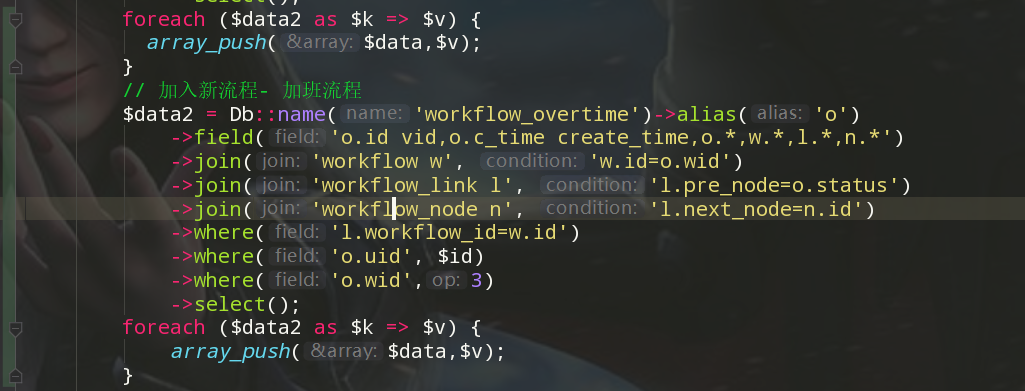 select();
foreach ($data2 as $k => $v) {
array_push( &array: $data,$v);
}
// 加入新流程- 加班流程
$data2 = Db::name( name: 'workflow_overtime')->alias( alias: 'o')
->field( field: 'o.id vid,o.c_time create_time,o.*,w.*,l.*,n.*')
->join( join: 'workflow w', condition: 'w.id=o.wid')
->join( join: 'workflow_link l', condition: 'l.pre_node=o.status')
->join( join: 'workflow_node n', condition: 'l.next_node=n.id')
->where( field: 'l.workflow_id=w.id')
->where( field: 'o.uid', $id)
->where( field: 'o.wid', op: 3)
->select();
foreach ($data2 as $k => $v) {
array_push( &array: $data,$v);
}